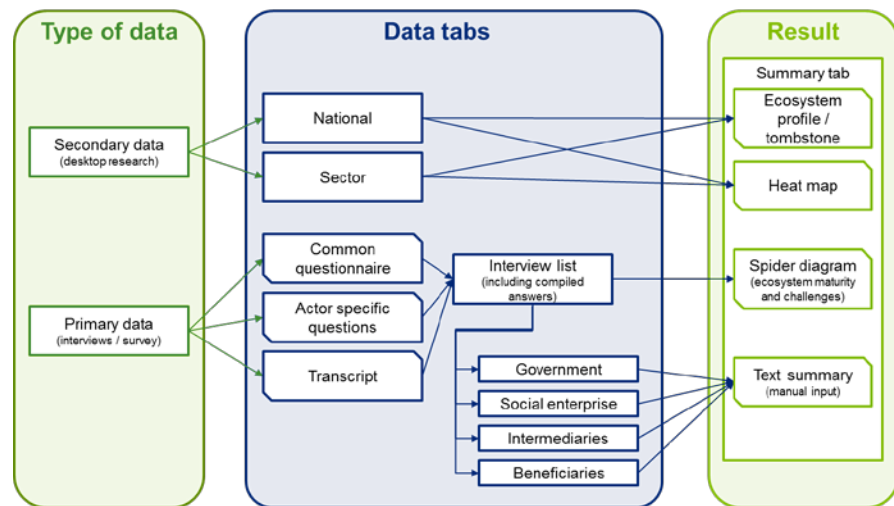 Type of data
Data tabs
Result
Secondary data
(desktop research)
Primary data
(interviews / survey)
National
Sector
Common
questionnaire
Actor specific
questions
Transcript
Interview list
(including compiled
answers)
Government
Social enterprise
Intermediaries
Beneficiaries
Summary tab
Ecosystem
profile /
tombstone
Heat map
Spider diagram
(ecosystem maturity
and challenges)
Text summary
(manual input)